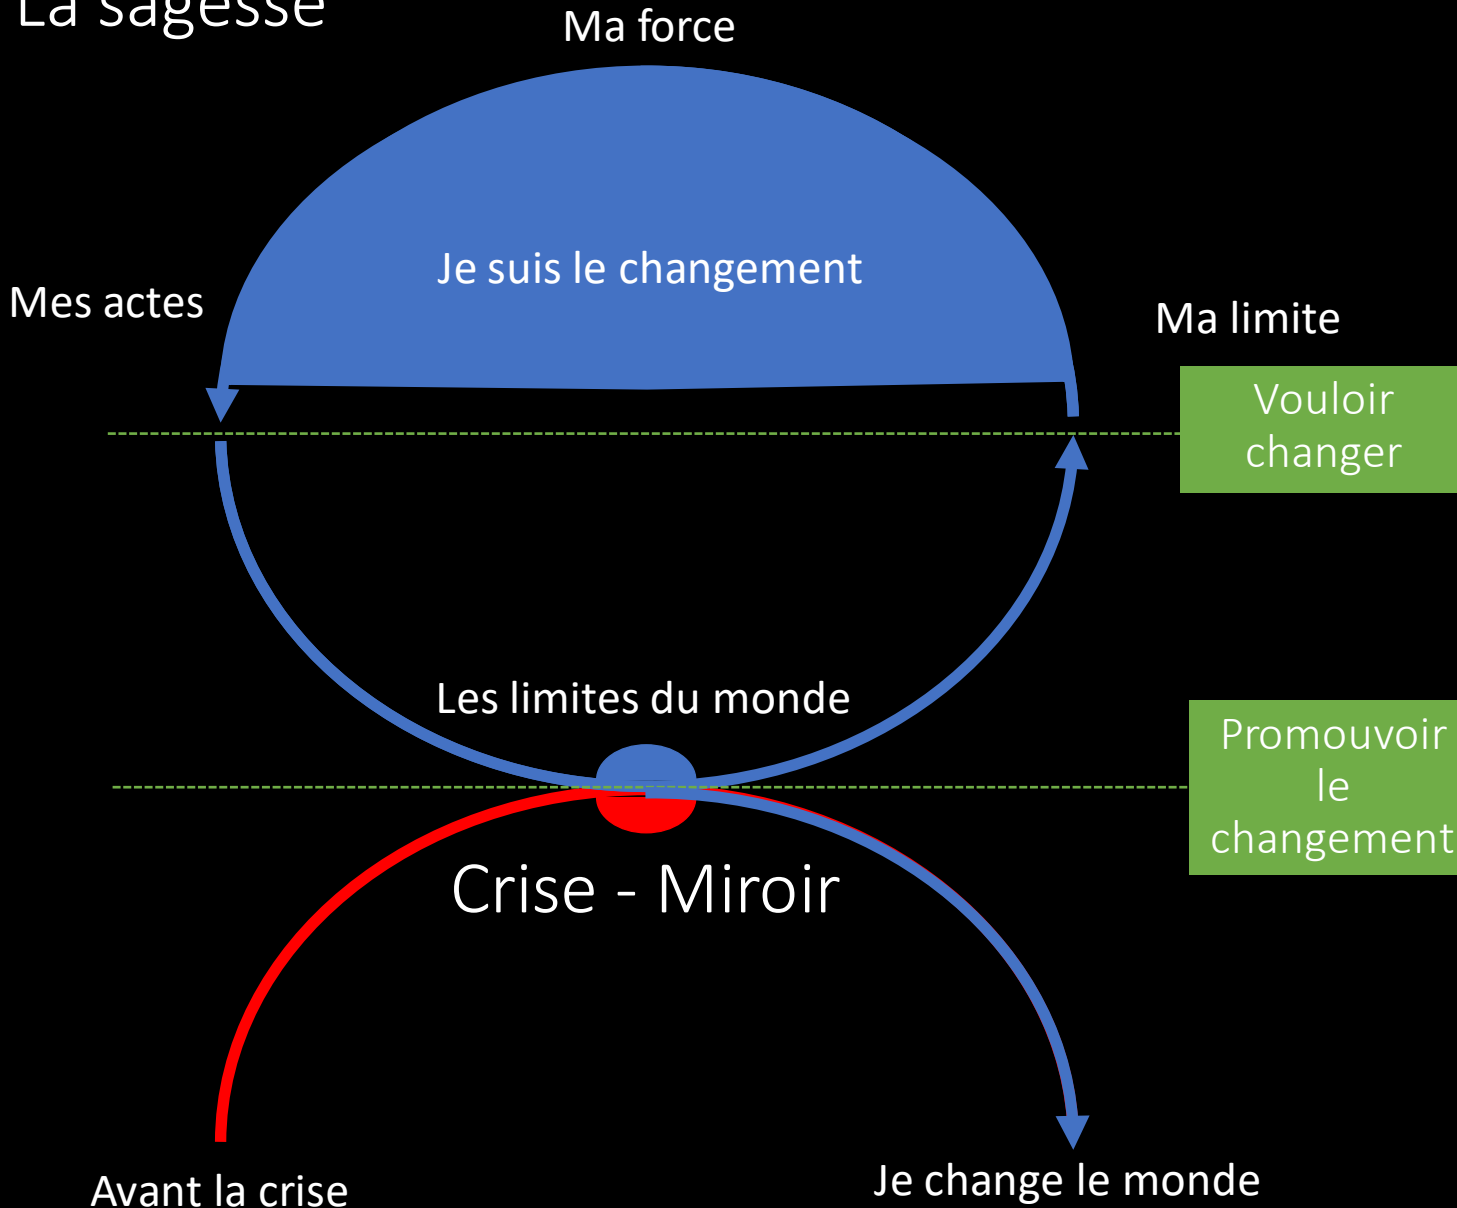 La sagesse
Ma force
Je suis le changement
Mes actes
Ma limite
Vouloir
changer
Les limites du monde
Promouvoir
le
changement
Crise - Miroir
Avant la crise
Je change le monde